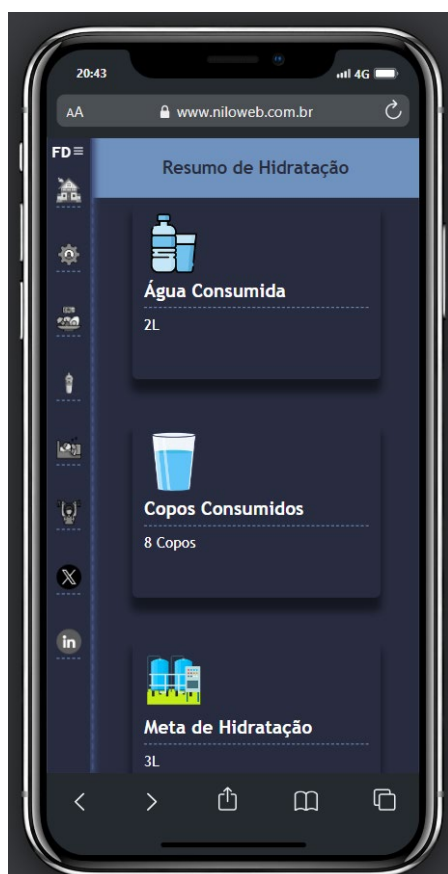 20:43
4G
AA
www.niloweb.com.br
FD
Resumo de Hidratação
Água Consumida
2L
Copos Consumidos
8 Copos
X
in
Meta de Hidratação
3L